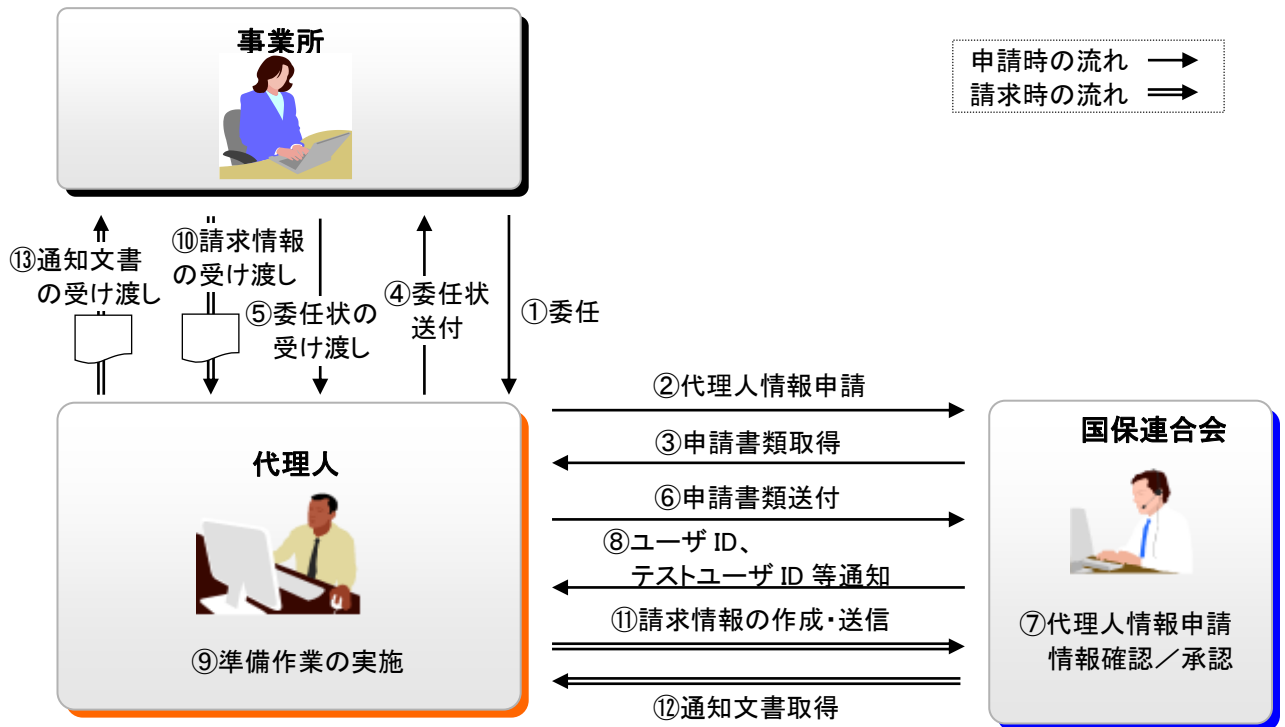 事業所
申請時の流れ
請求時の流れ
⑬通知文書
の受け渡し
⑩請求情報
の受け渡し
⑤委任状の
受け渡し
④委任状
送付
①委任
②代理人情報申請
③申請書類取得
⑥申請書類送付
⑧ユーザ ID、
テストユーザ ID 等通知
⑪請求情報の作成・送信
⑫通知文書取得
代理人
⑨準備作業の実施
国保連合会
⑦代理人情報申請
情報確認／承認